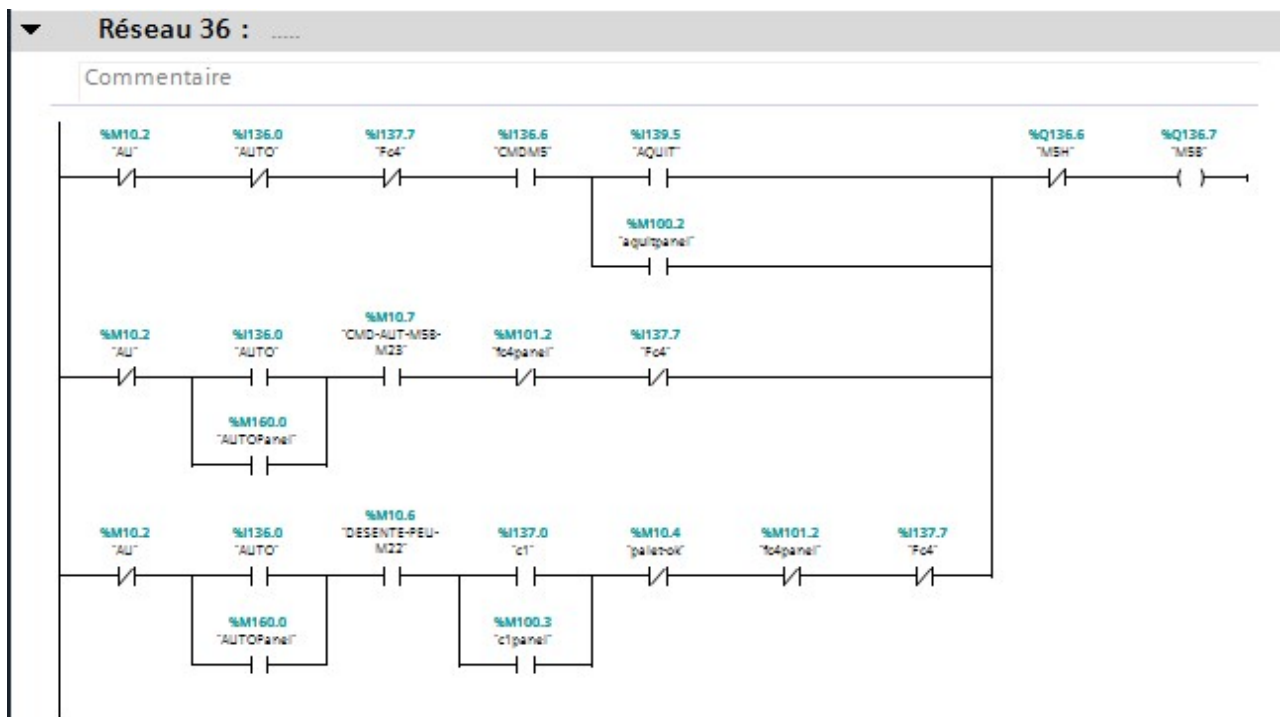 Réseau 36 : .....
Commentaire
%M10.2 %I136.0 %I137.7 %I136.6 %I139.5 %Q136.6 %Q136.7
"AU" "AUTO" "Fc4" "CMDM5" "AQUIT" "M5H" "M5B"
%M100.2
"aquitpanel"
%M10.7
%M10.2 %I136.0 "CMD-AUT-M5B- %M101.2 %I137.7
"AU" "AUTO" M23" "fc4panel" "Fc4"
%M160.0
"AUTOPanel"
%M10.6
%M10.2 %I136.0 "DESENTE-PEU- %I137.0 %M10.4 %M101.2 %I137.7
"AU" "AUTO" M22" "c1" "palet-ok" "fc4panel" "Fc4"
%M160.0 %M100.3
"AUTOPanel" "c1panel"